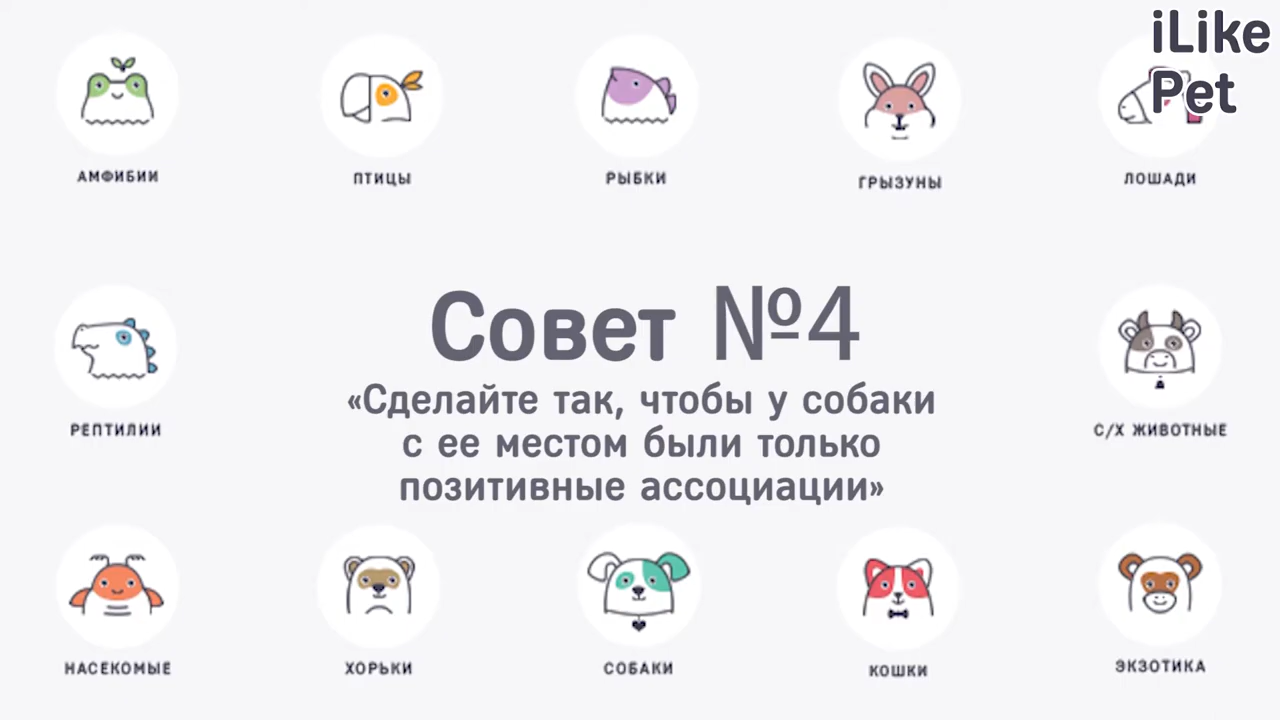 iLike
Pet
АМФИБИИ
ПТИЦЫ
РЫБКИ
ГРЫЗУНЫ
ЛОШАДИ
Совет №4
«Сделайте так, чтобы у собаки
с ее местом были только
позитивные ассоциации»
РЕПТИЛИИ
С/Х ЖИВОТНЫЕ
НАСЕКОМЫЕ
ХОРЬКИ
СОБАКИ
КОШКИ
ЭКЗОТИКА